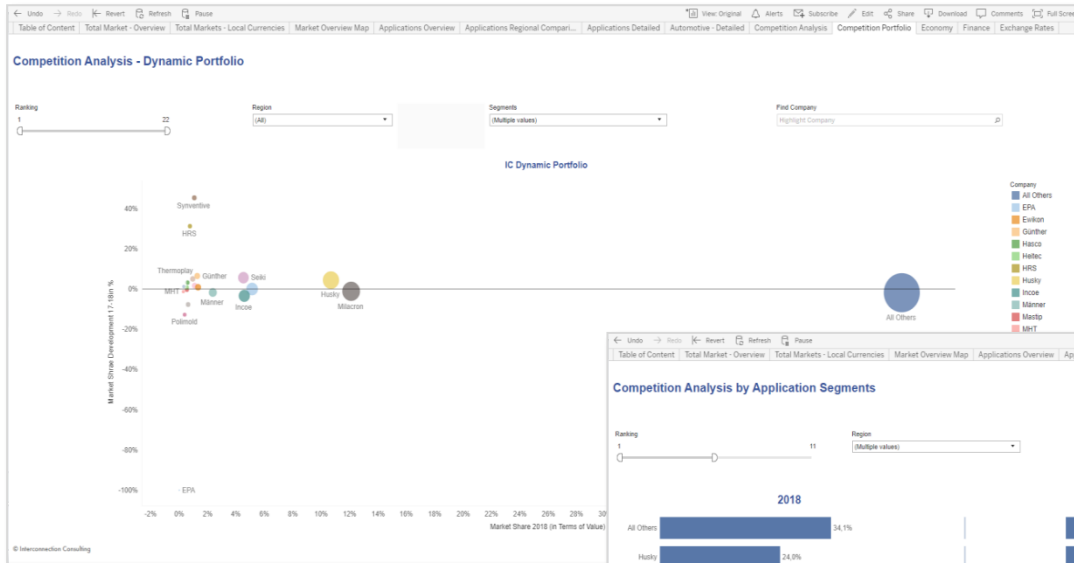 Undo Redo Revert Refresh Pause View: Original Alerts Subscribe Edit Share Download Comments Full Scree
Table of Content Total Market - Overview Total Markets - Local Currencies Market Overview Map Applications Overview Applications Regional Compari... Applications Detailed Automotive - Detailed Competition Analysis Competition Portfolio Economy Finance Exchange Rates
Competition Analysis - Dynamic Portfolio
Ranking Region Segments Find Company
1 22 (All) (Multiple values) Highlight Company
IC Dynamic Portfolio
Company
All Others
EPA
Ewikon
Günther
Hasco
Heitec
HRS
Husky
Incoe
Männer
Mastip
MHT
Market Shrae Development 17-18in %
40%
20%
0%
-20%
-40%
-60%
-80%
-100%
Synventive
HRS
Thermoplay
Günther
Seiki
MHT
Männer
Incoe
Husky
Milacron
All Others
Polimold
EPA
-2% 0% 2% 4% 6% 8% 10% 12% 14% 16% 18% 20% 22% 24% 26% 28%
Market Share 2018 (in Terms of Value)
© Interconnection Consulting
Undo Redo Revert Refresh Pause
Table of Content Total Market - Overview Total Markets - Local Currencies Market Overview Map Applications Overview
Competition Analysis by Application Segments
Ranking Region
1 11 (Multiple values)
2018
All Others 34,1%
Husky 24,0%